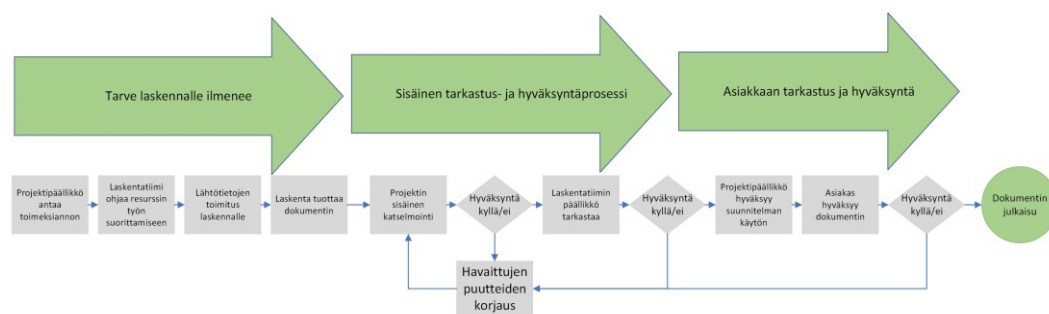 Tarve laskennalle ilmenee
Sisäinen tarkastus- ja hyväksyntäprosessi
Asiakkaan tarkastus ja hyväksyntä
Projektipäällikkö
antaa
toimeksiannon
Laskentatiimi
ohjaa resurssin
työn
suorittamiseen
Lähtötietojen
toimitus
laskennalle
Laskenta tuottaa
dokumentin
Projektin
sisäinen
katselmointi
Hyväksyntä
kyllä/ei
Laskentatiimin
päällikkö
tarkastaa
Hyväksyntä
kyllä/ei
Projektipäällikkö
hyväksyy
suunnitelman
käytön
Asiakas
hyväksyy
dokumentin
Hyväksyntä
kyllä/ei
Dokumentin
julkaisu
Havaittujen
puutteiden
korjaus